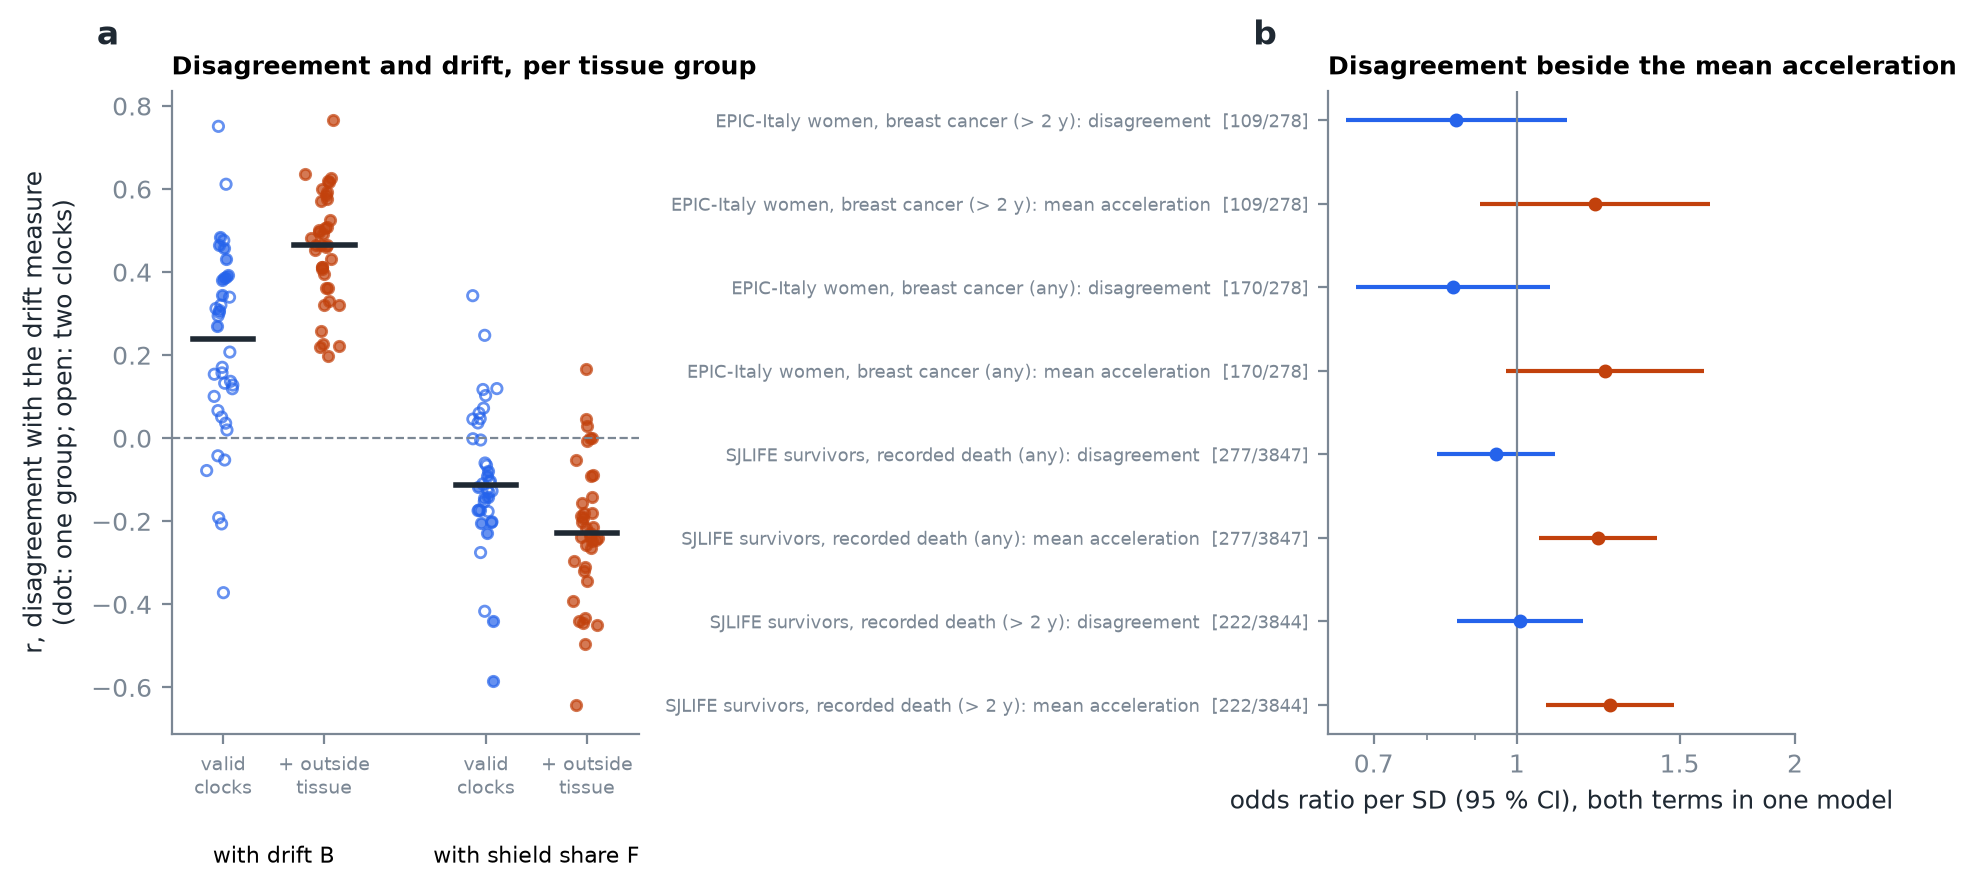 a
Disagreement and drift, per tissue group
r, disagreement with the drift measure
(dot: one group; open: two clocks)
0.8
0.6
0.4
0.2
0.0
−0.2
−0.4
−0.6
valid
clocks
+ outside
tissue
valid
clocks
+ outside
tissue
with drift B
with shield share F
b
Disagreement beside the mean acceleration
EPIC-Italy women, breast cancer (> 2 y): disagreement [109/278]
EPIC-Italy women, breast cancer (> 2 y): mean acceleration [109/278]
EPIC-Italy women, breast cancer (any): disagreement [170/278]
EPIC-Italy women, breast cancer (any): mean acceleration [170/278]
SJLIFE survivors, recorded death (any): disagreement [277/3847]
SJLIFE survivors, recorded death (any): mean acceleration [277/3847]
SJLIFE survivors, recorded death (> 2 y): disagreement [222/3844]
SJLIFE survivors, recorded death (> 2 y): mean acceleration [222/3844]
0.7 1 1.5 2
odds ratio per SD (95 % CI), both terms in one model